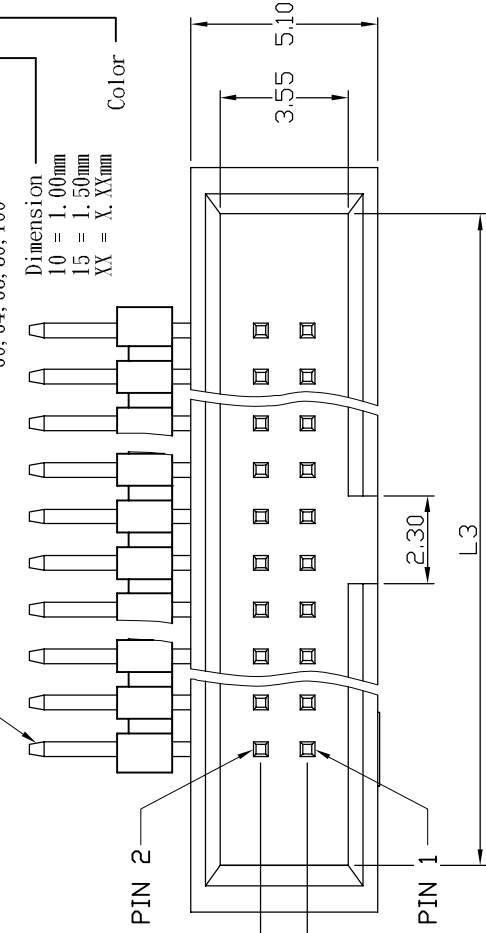 Color
Dimension
10 = 1.00mm
15 = 1.50mm
XX = X.XXmm
5.10
3.55
2.30
L3
PIN 2
PIN 1